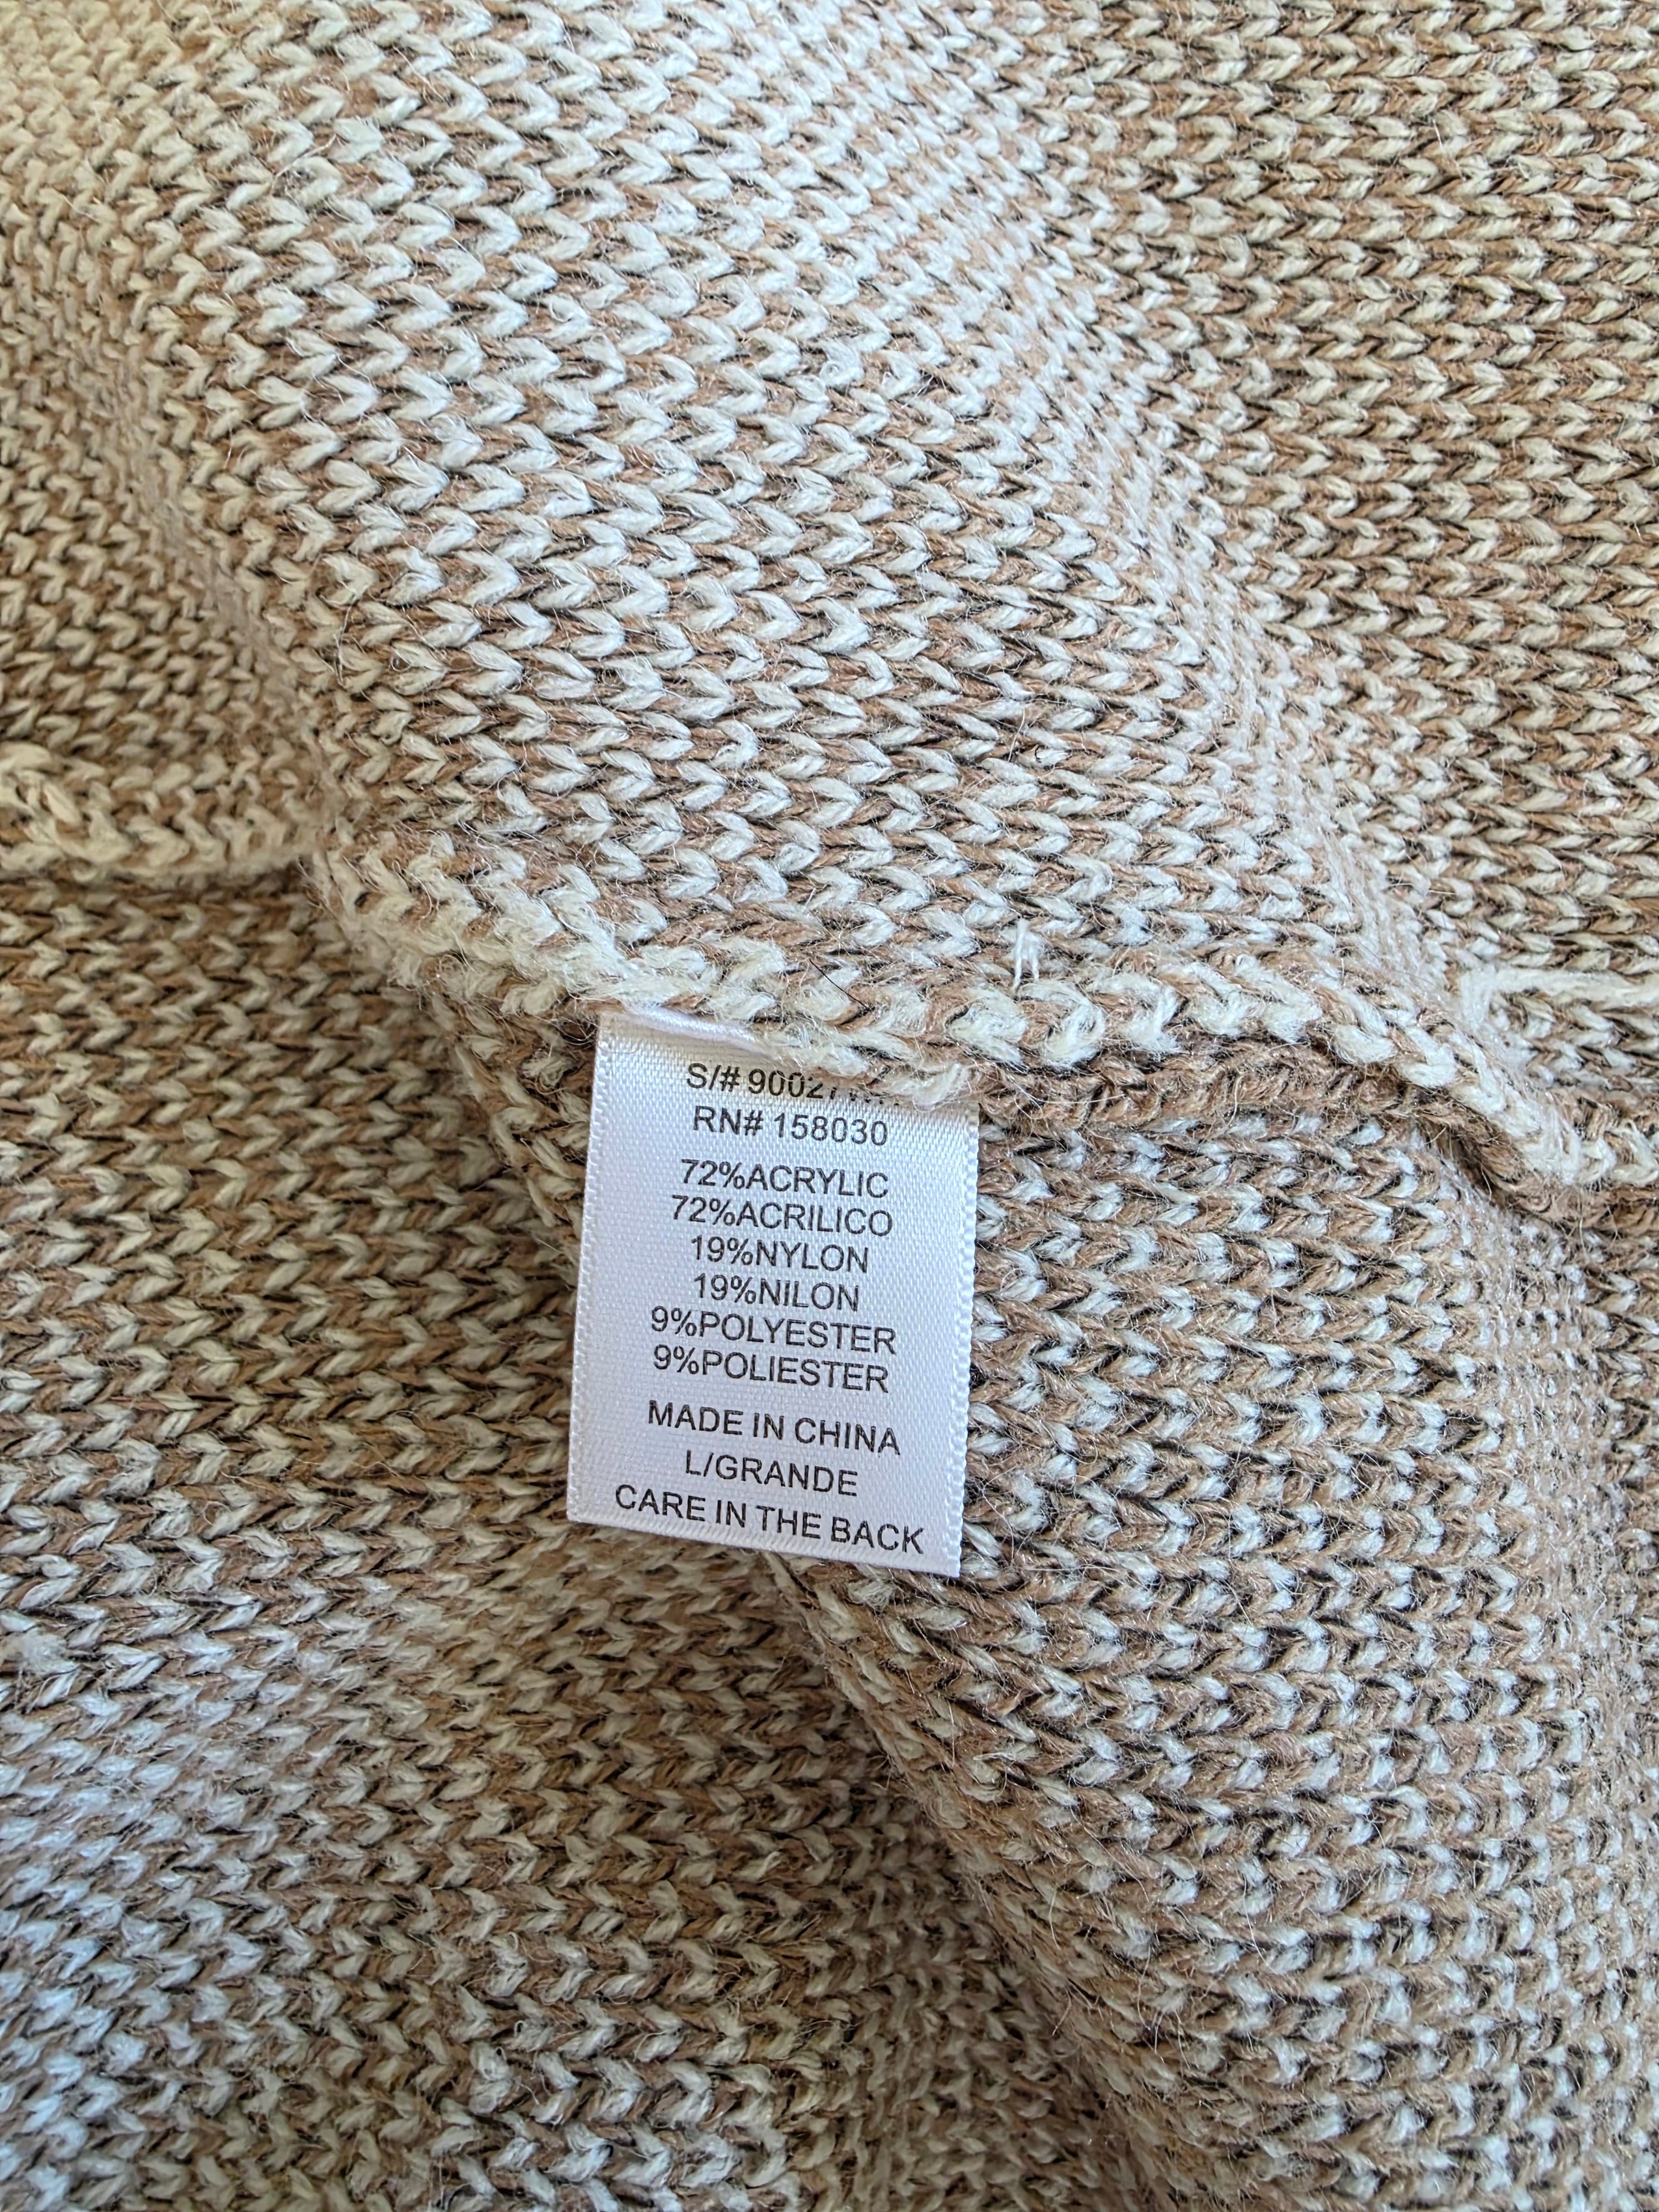 S/#
RN# 158030
72%ACRYLIC
72%ACRILICO
19%NYLON
19%NILON
9%POLYESTER
9%POLIESTER
MADE IN CHINA
L/GRANDE
CARE IN THE BACK